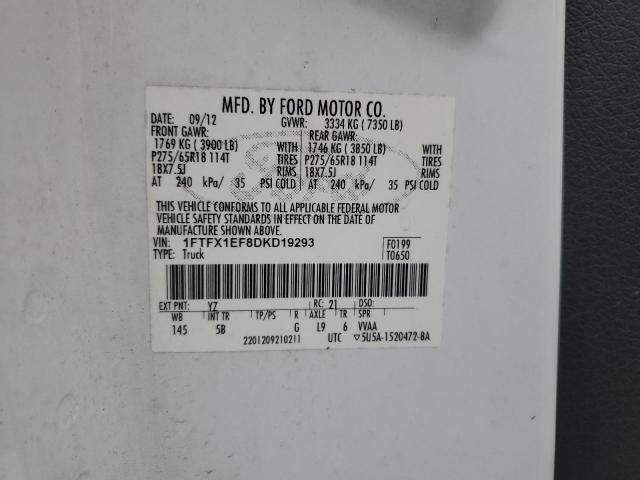 MFD. BY FORD MOTOR CO.
DATE: 09/12 GVWR: 3334 KG ( 7350 LB)
FRONT GAWR: REAR GAWR:
1769 KG ( 3900 LB) WITH 1746 KG ( 3850 LB) WITH
P275/65R18 114T TIRES P275/65R18 114T TIRES
18X7.5J RIMS 18X7.5J RIMS
AT 240 kPa/ 35 PSI COLD AT 240 kPa/ 35 PSI COLD
THIS VEHICLE CONFORMS TO ALL APPLICABLE FEDERAL MOTOR
VEHICLE SAFETY STANDARDS IN EFFECT ON THE DATE OF
MANUFACTURE SHOWN ABOVE.
VIN: 1FTFX1EF8DKD19293 F0199
TYPE: Truck T0650
EXT PNT: YZ RC: 21 DSO:
WB INT TR TP/PS R AXLE TR SPR
145 5B G L9 6 VVAA
2201209210211 UTC ▽5U5A-1520472-BA